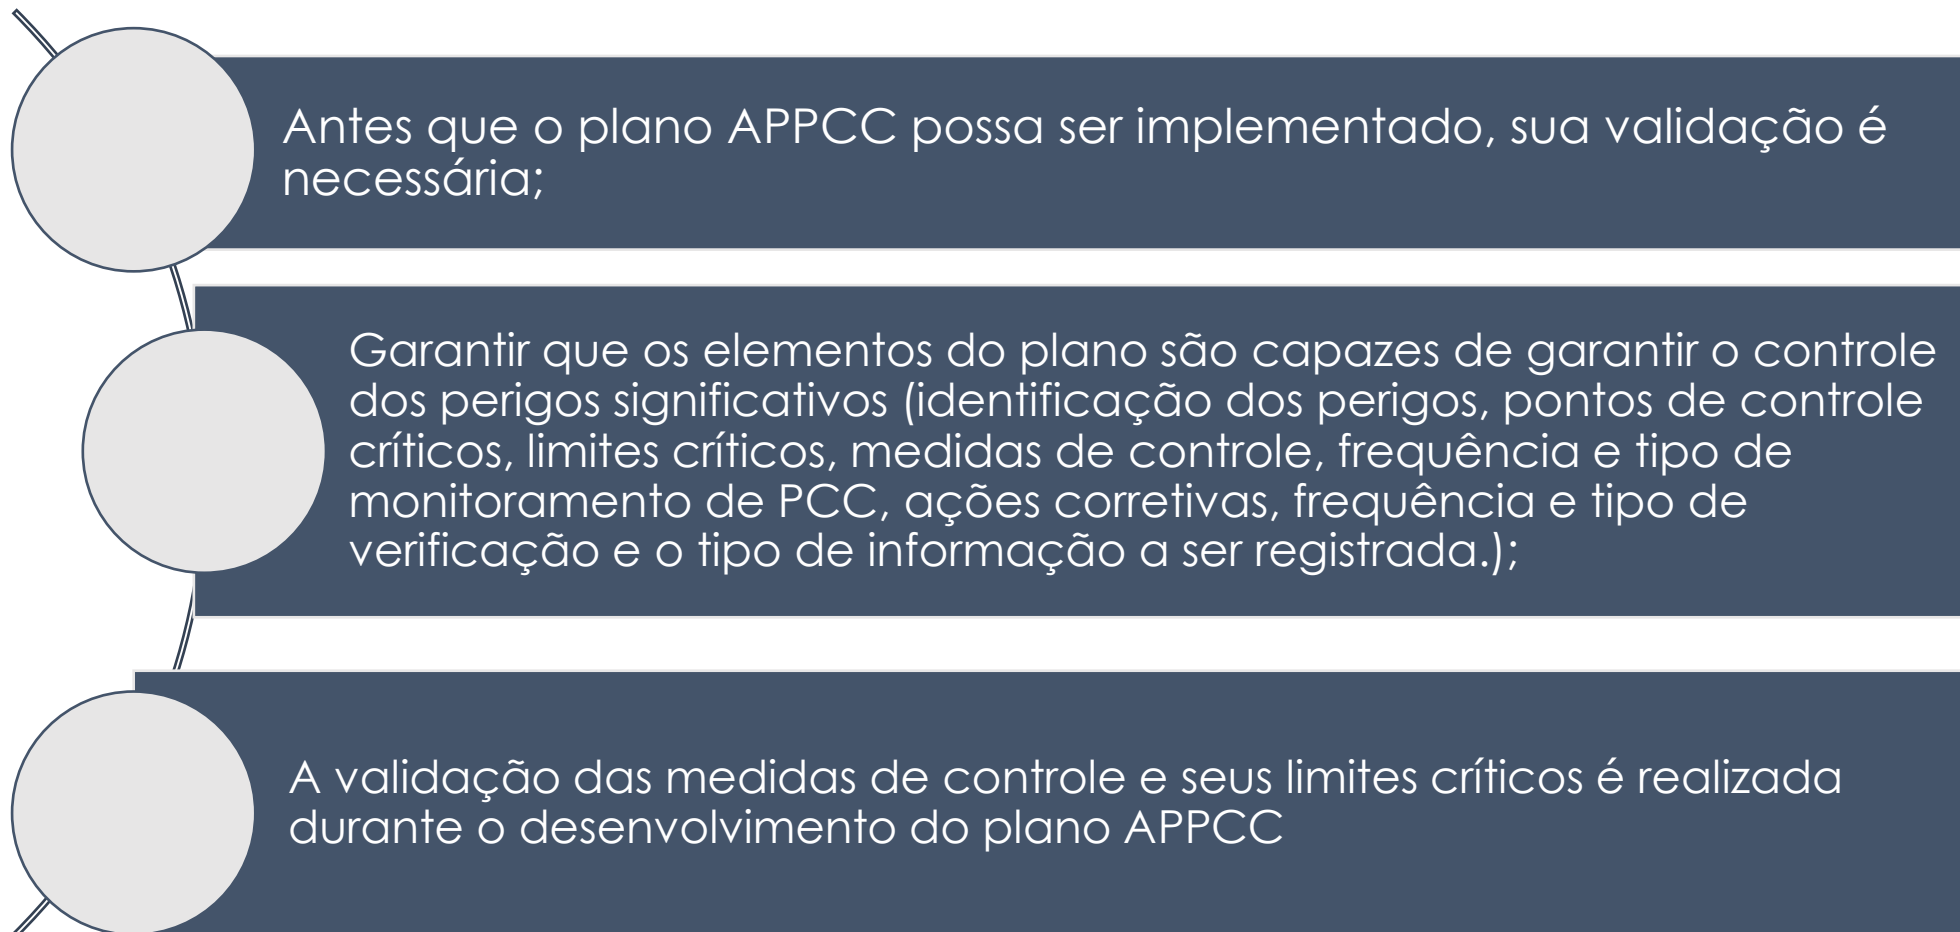 Antes que o plano APPCC possa ser implementado, sua validação é
necessária;
Garantir que os elementos do plano são capazes de garantir o controle
dos perigos significativos (identificação dos perigos, pontos de controle
críticos, limites críticos, medidas de controle, frequência e tipo de
monitoramento de PCC, ações corretivas, frequência e tipo de
verificação e o tipo de informação a ser registrada.);
A validação das medidas de controle e seus limites críticos é realizada
durante o desenvolvimento do plano APPCC